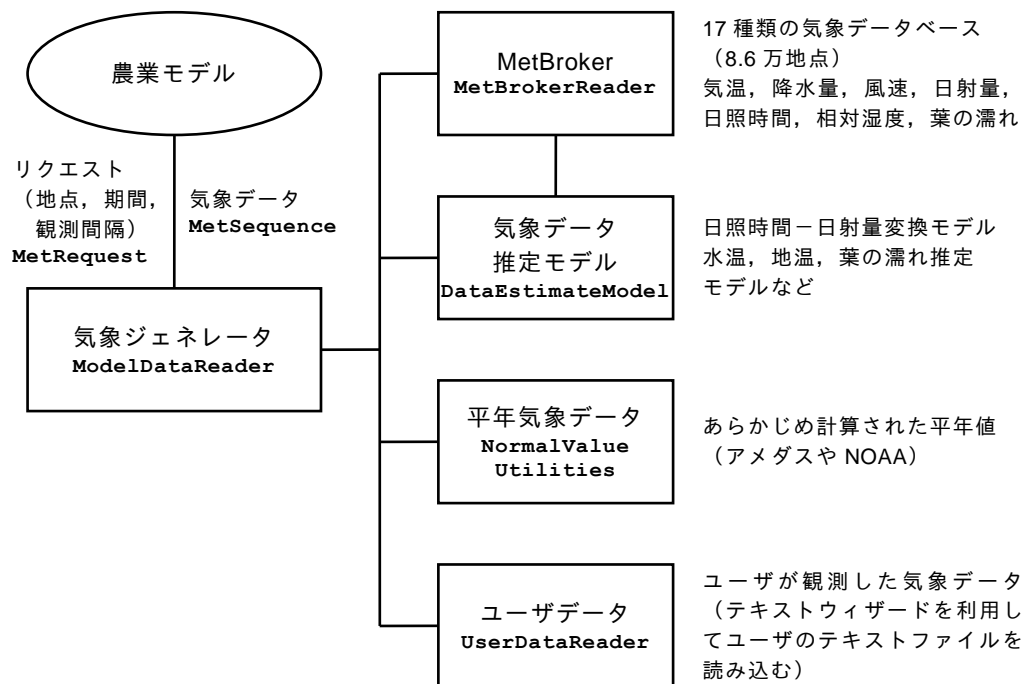 農業モデル
リクエスト
（地点，期間，
観測間隔）
MetRequest
気象データ
MetSequence
気象ジェネレータ
ModelDataReader
MetBroker
MetBrokerReader
17 種類の気象データベース
（8.6 万地点）
気温，降水量，風速，日射量，
日照時間，相対湿度，葉の濡れ
気象データ
推定モデル
DataEstimateModel
日照時間－日射量変換モデル
水温，地温，葉の濡れ推定
モデルなど
平年気象データ
NormalValue
Utilities
あらかじめ計算された平年値
（アメダスや NOAA）
ユーザデータ
UserDataReader
ユーザが観測した気象データ
（テキストウィザードを利用し
てユーザのテキストファイルを
読み込む）